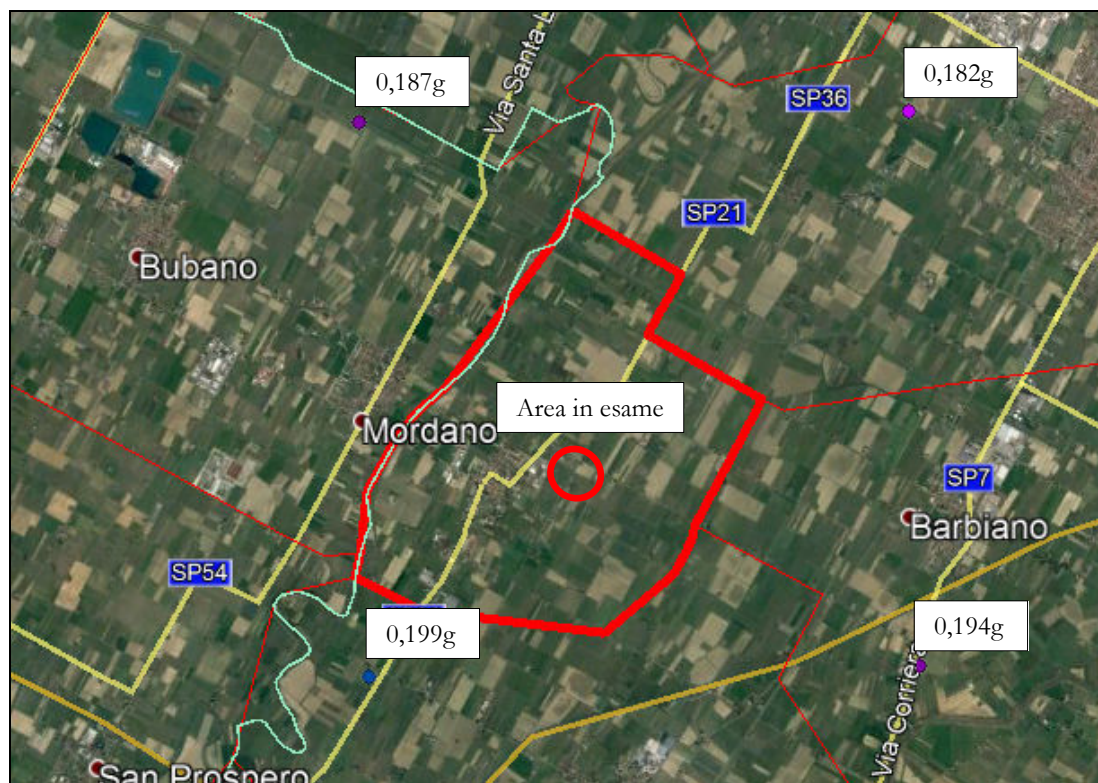 Via Santa L
0,187g
0,182g
SP36
SP21
Bubano
Area in esame
Mordano
SP7
Barbiano
SP54
0,199g
0,194g
Via Corriera
San Prospero